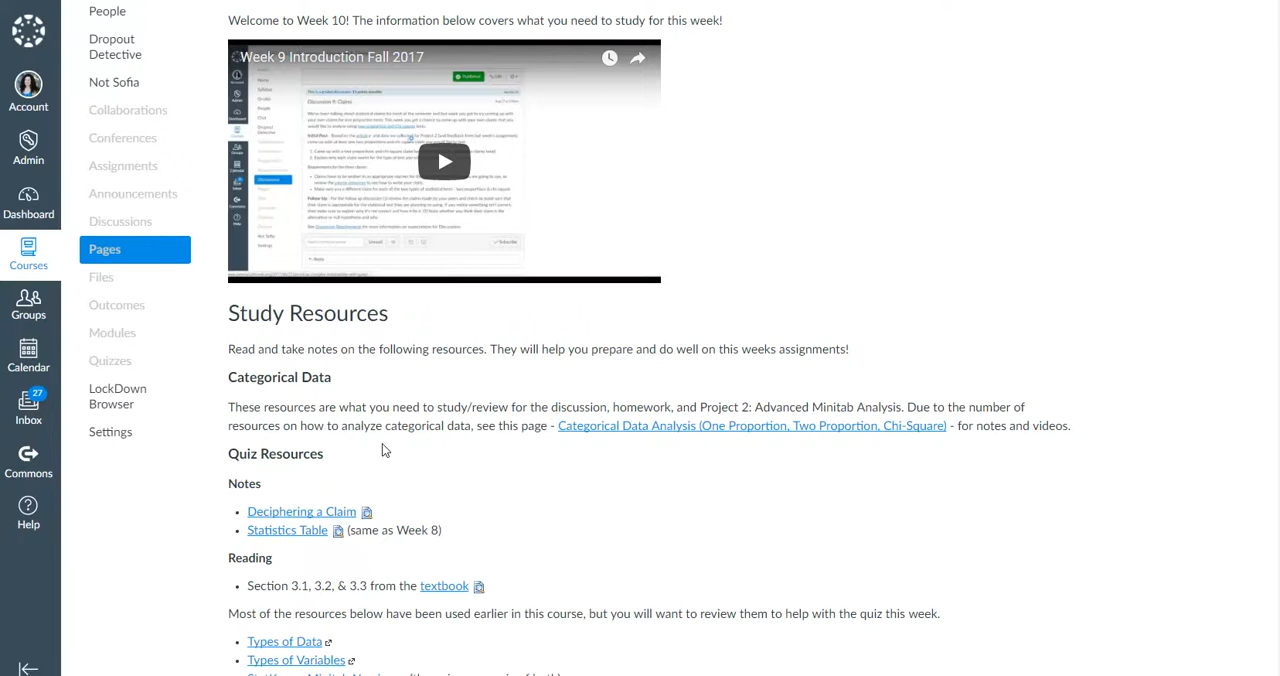 Account
Admin
Dashboard
Courses
Groups
Calendar
27
Inbox
Commons
Help
People
Dropout
Detective
Not Sofia
Collaborations
Conferences
Assignments
Announcements
Discussions
Pages
Files
Outcomes
Modules
Quizzes
LockDown
Browser
Settings
Welcome to Week 10! The information below covers what you need to study for this week!
Week 9 Introduction Fall 2017
Discussion 9: Claims
Study Resources
Read and take notes on the following resources. They will help you prepare and do well on this weeks assignments!
Categorical Data
These resources are what you need to study/review for the discussion, homework, and Project 2: Advanced Minitab Analysis. Due to the number of
resources on how to analyze categorical data, see this page - Categorical Data Analysis (One Proportion, Two Proportion, Chi-Square) - for notes and videos.
Quiz Resources
Notes
• Deciphering a Claim
• Statistics Table (same as Week 8)
Reading
• Section 3.1, 3.2, & 3.3 from the textbook
Most of the resources below have been used earlier in this course, but you will want to review them to help with the quiz this week.
• Types of Data
• Types of Variables